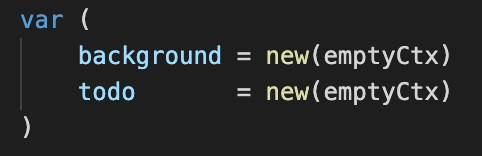 var (
    background = new(emptyCtx)
    todo       = new(emptyCtx)
)